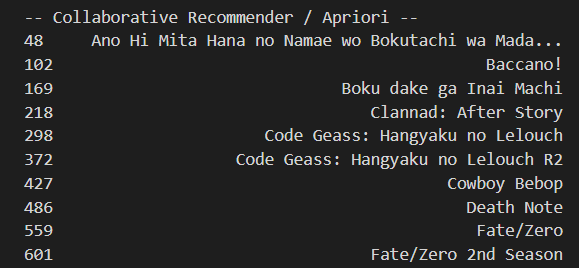 -- Collaborative Recommender / Apriori --
48 Ano Hi Mita Hana no Namae wo Bokutachi wa Mada...
102 Baccano!
169 Boku dake ga Inai Machi
218 Clannad: After Story
298 Code Geass: Hangyaku no Lelouch
372 Code Geass: Hangyaku no Lelouch R2
427 Cowboy Bebop
486 Death Note
559 Fate/Zero
601 Fate/Zero 2nd Season